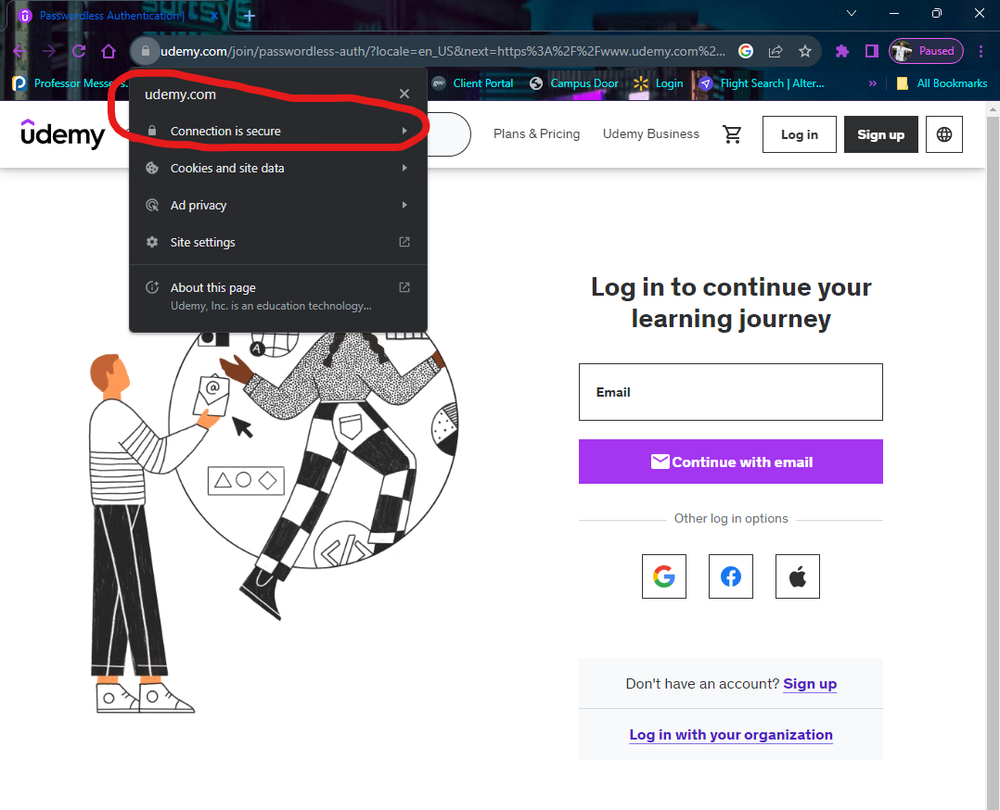 Passwordless Authentication |
udemy.com/join/passwordless-auth/?locale=en_US&next=https%3A%2F%2Fwww.udemy.com%2...
Paused
Professor Messe
Client Portal
Campus Door
Login
Flight Search | Alter...
All Bookmarks
udemy.com
Connection is secure
Cookies and site data
Ad privacy
Site settings
About this page
Udemy, Inc. is an education technology...
udemy
Plans & Pricing
Udemy Business
Log in
Sign up
A
@
</>
Log in to continue your
learning journey
Email
Continue with email
Other log in options
Don't have an account? Sign up
Log in with your organization